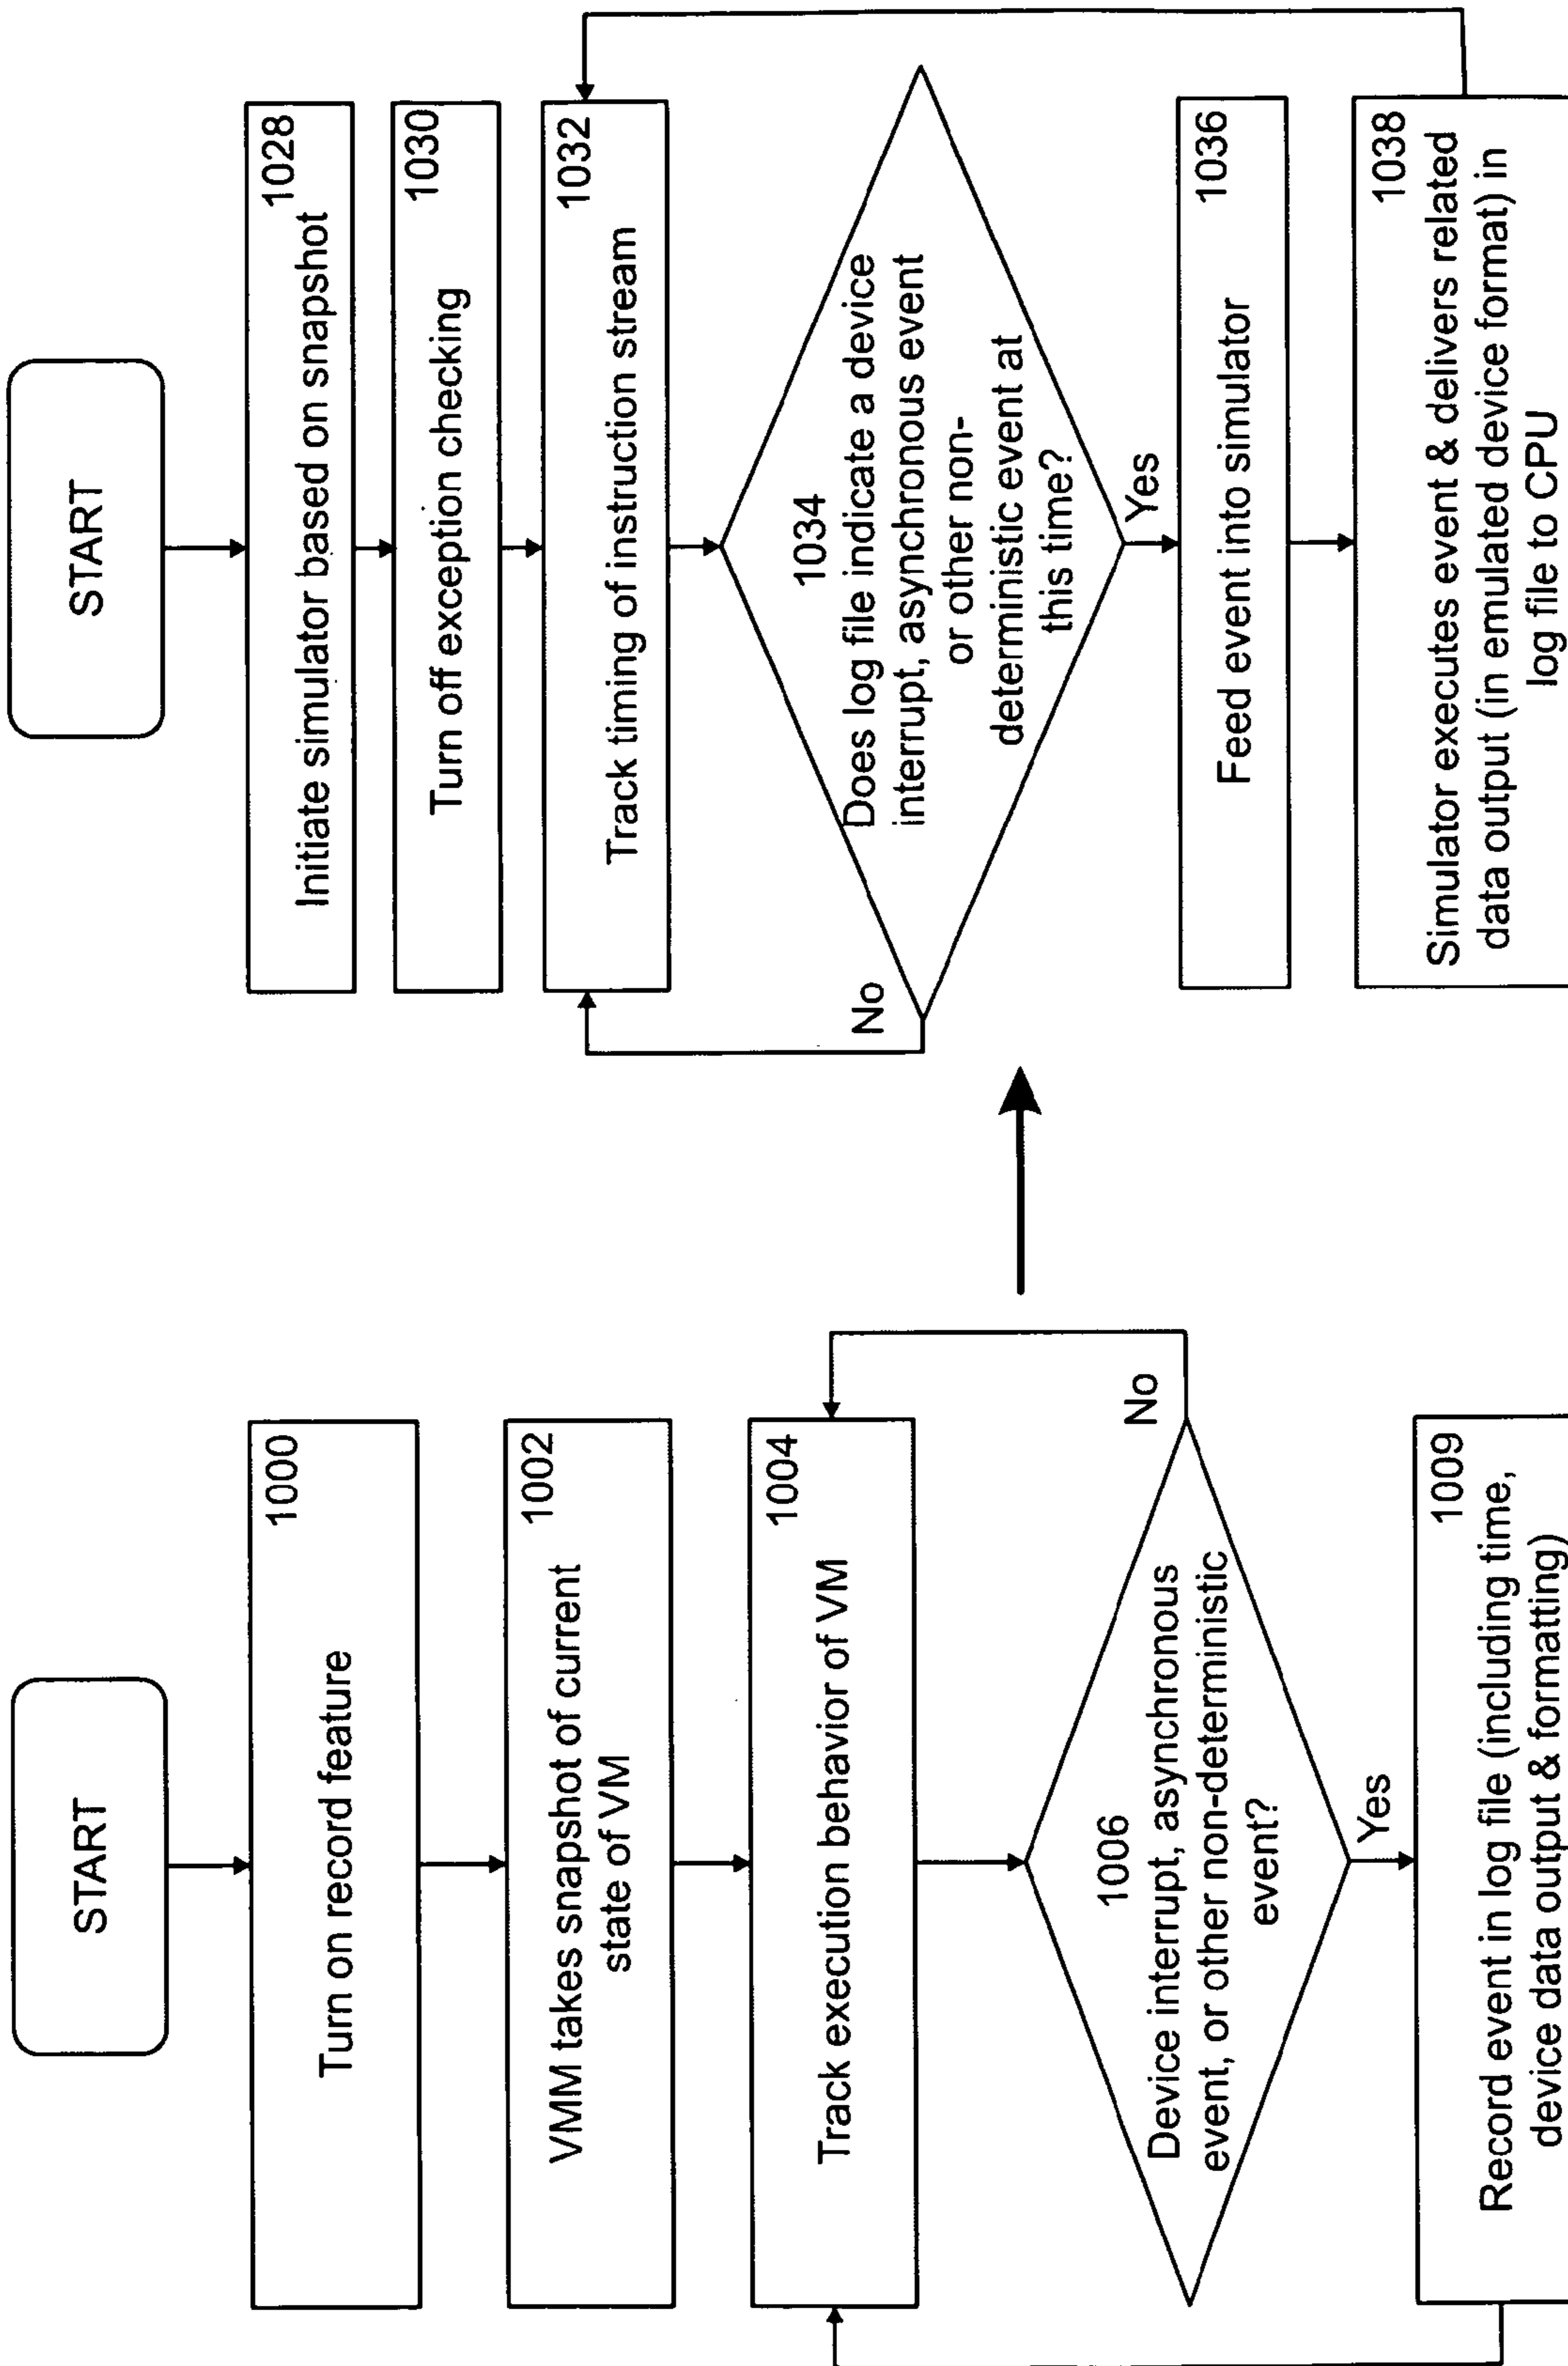 START
1000
Turn on record feature
1002
VMM takes snapshot of current
state of VM
1004
Track execution behavior of VM
1006
Device interrupt, asynchronous
event, or other non-deterministic
event?
No
Yes
1009
Record event in log file (including time,
device data output & formatting)
START
1028
Initiate simulator based on snapshot
1030
Turn off exception checking
1032
Track timing of instruction stream
1034
Does log file indicate a device
interrupt, asynchronous event
or other non-
deterministic event at
this time?
No
Yes
1036
Feed event into simulator
1038
Simulator executes event & delivers related
data output (in emulated device format) in
log file to CPU